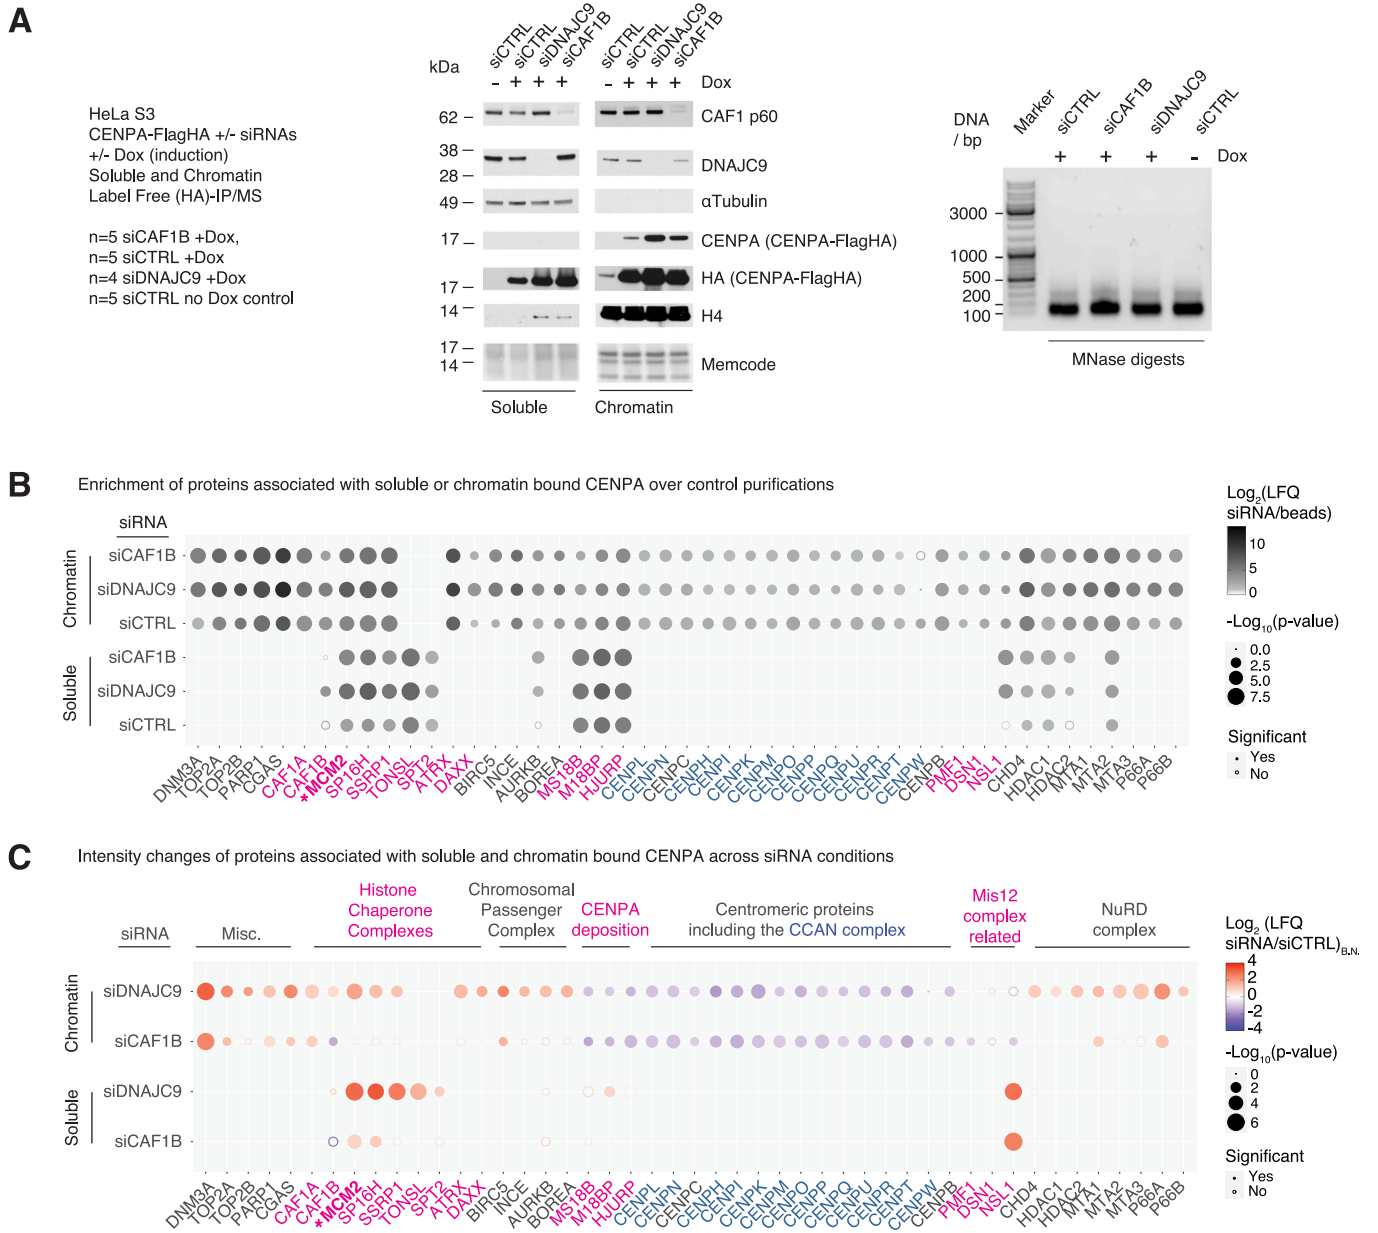 A
HeLa S3
CENPA-FlagHA +/- siRNAs
+/- Dox (induction)
Soluble and Chromatin
Label Free (HA)-IP/MS
n=5 siCAF1B +Dox,
n=5 siCTRL +Dox
n=4 siDNAJC9 +Dox
n=5 siCTRL no Dox control
kDa
siCTRL siCTRL siDNAJC9 siCAF1B siCTRL siCTRL siDNAJC9 siCAF1B
- + + + - + + + Dox
62 CAF1 p60
38
28 DNAJC9
49 αTubulin
17 CENPA (CENPA-FlagHA)
17 HA (CENPA-FlagHA)
14 H4
17
14 Memcode
Soluble Chromatin
DNA
/ bp
Marker siCTRL siCAF1B siDNAJC9 siCTRL
+ + + - Dox
3000
1000
500
200
100
MNase digests
B
Enrichment of proteins associated with soluble or chromatin bound CENPA over control purifications
siRNA
Chromatin
siCAF1B
siDNAJC9
siCTRL
Soluble
siCAF1B
siDNAJC9
siCTRL
DNM3A TOP2A TOP2B PARP1 CGAS CAF1A CAF1B *MCM2 SP16H SSRP1 TONSL SPT2 ATRX DAXX BIRC5 INCE AURKB BOREA MS18B M18BP HJURP CENPL CENPN CENPC CENPH CENPI CENPK CENPM CENPO CENPP CENPQ CENPU CENPR CENPT CENPW CENPB PMF1 DSN1 NSL1 CHD4 HDAC1 HDAC2 MTA1 MTA2 MTA3 P66A P66B
Log2(LFQ
siRNA/beads)
10
5
0
-Log10(p-value)
0.0
2.5
5.0
7.5
Significant
Yes
No
C
Intensity changes of proteins associated with soluble and chromatin bound CENPA across siRNA conditions
siRNA
Misc.
Histone
Chaperone
Complexes
Chromosomal
Passenger
Complex
CENPA
deposition
Centromeric proteins
including the CCAN complex
Mis12
complex
related
NuRD
complex
Chromatin
siDNAJC9
siCAF1B
Soluble
siDNAJC9
siCAF1B
DNM3A TOP2A TOP2B PARP1 CGAS CAF1A CAF1B *MCM2 SP16H SSRP1 TONSL SPT2 ATRX DAXX BIRC5 INCE AURKB BOREA MS18B M18BP HJURP CENPL CENPN CENPC CENPH CENPI CENPK CENPM CENPO CENPP CENPQ CENPU CENPR CENPT CENPW CENPB PMF1 DSN1 NSL1 CHD4 HDAC1 HDAC2 MTA1 MTA2 MTA3 P66A P66B
Log2 (LFQ
siRNA/siCTRL)B.N.
4
2
0
-2
-4
-Log10(p-value)
0
2
4
6
Significant
Yes
No